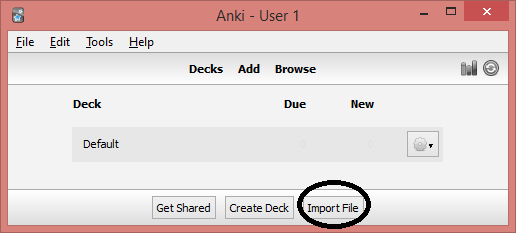 Anki - User 1
File Edit Tools Help
Decks Add Browse
Deck Due New
Default
Get Shared Create Deck Import File